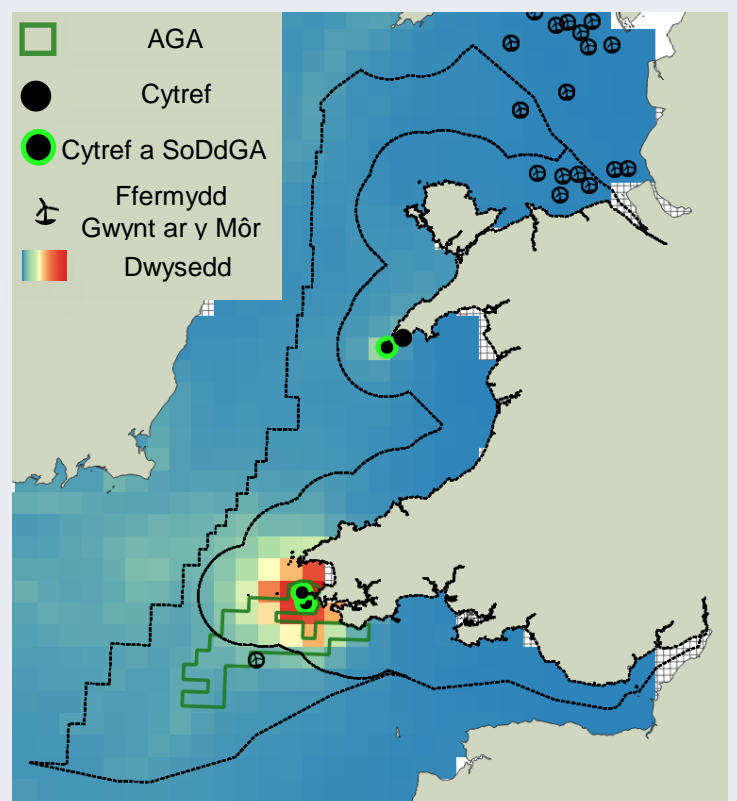 AGA
Cytref
Cytref a SoDdGA
Ffermydd
Gwynt ar y Môr
Dwysedd